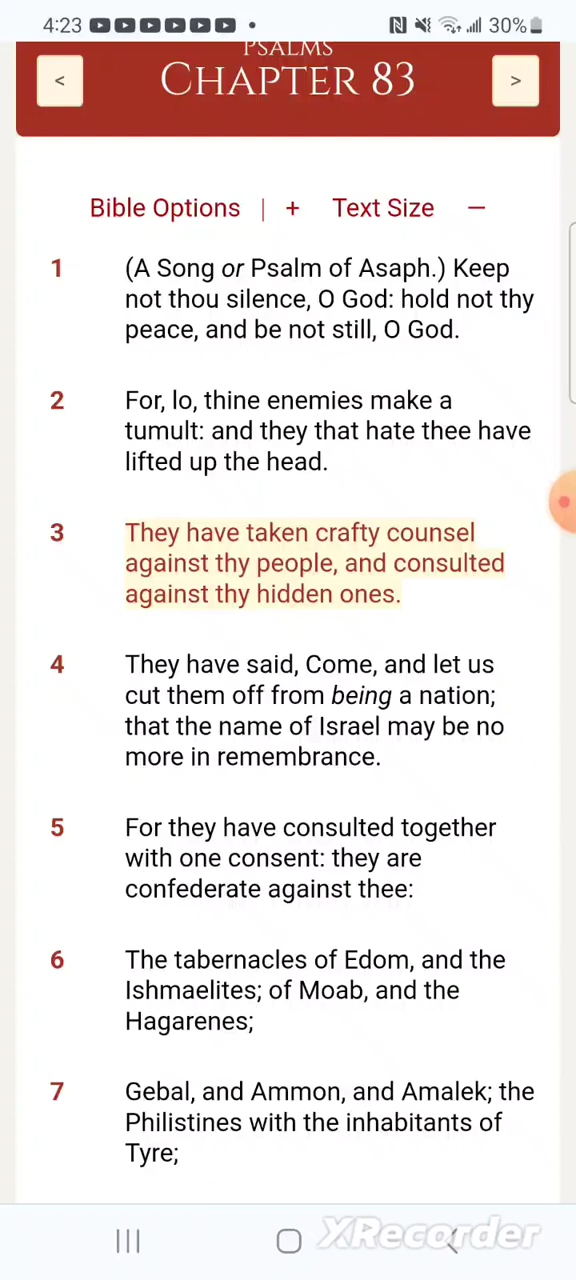 4:23 30%
PSALMS
< CHAPTER 83 >
Bible Options | + Text Size −
1 (A Song or Psalm of Asaph.) Keep
not thou silence, O God: hold not thy
peace, and be not still, O God.
2 For, lo, thine enemies make a
tumult: and they that hate thee have
lifted up the head.
3 They have taken crafty counsel
against thy people, and consulted
against thy hidden ones.
4 They have said, Come, and let us
cut them off from being a nation;
that the name of Israel may be no
more in remembrance.
5 For they have consulted together
with one consent: they are
confederate against thee:
6 The tabernacles of Edom, and the
Ishmaelites; of Moab, and the
Hagarenes;
7 Gebal, and Ammon, and Amalek; the
Philistines with the inhabitants of
Tyre;
XRecorder